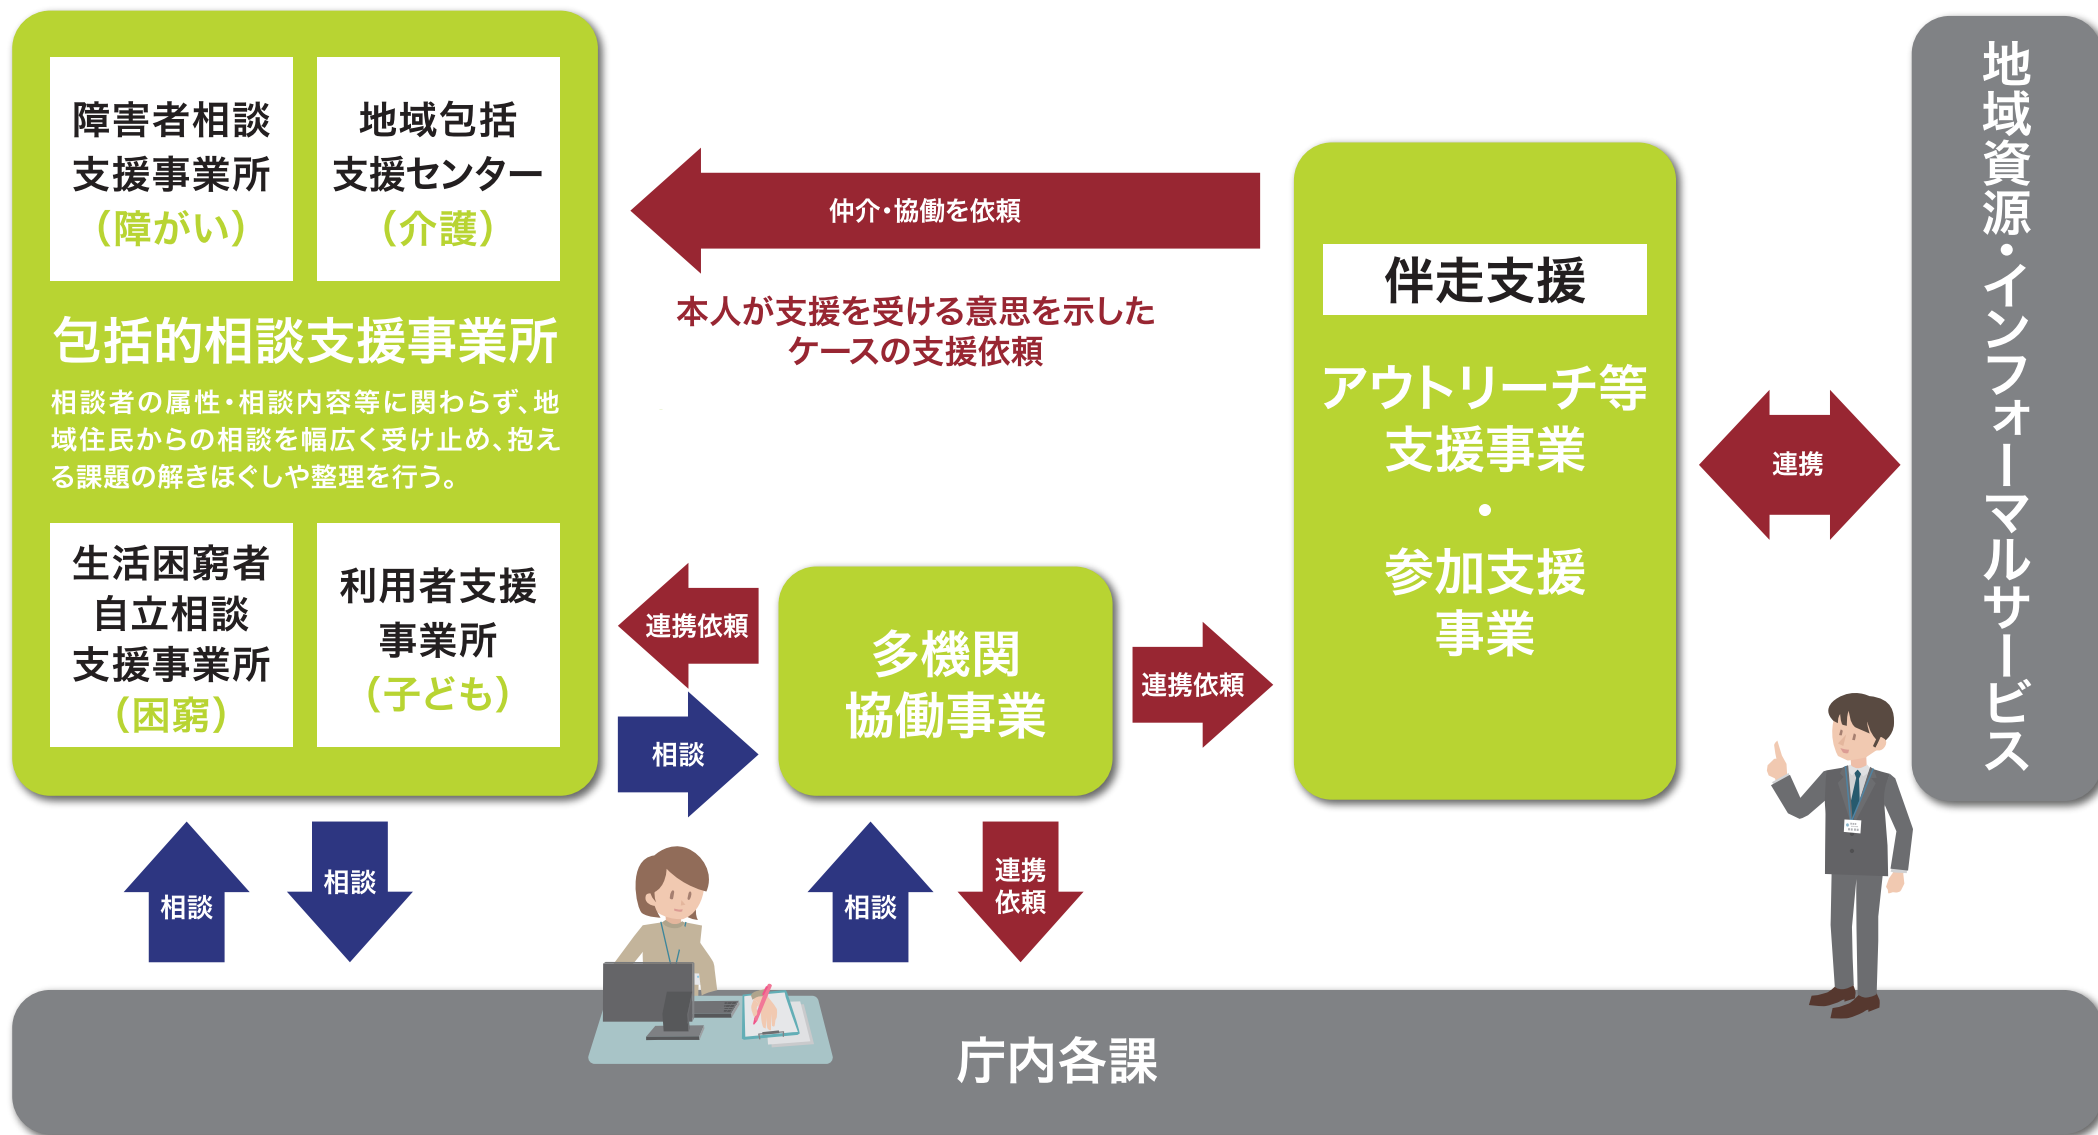 障害者相談
支援事業所
（障がい）
地域包括
支援センター
（介護）
包括的相談支援事業所
相談者の属性・相談内容等に関わらず、地
域住民からの相談を幅広く受け止め、抱え
る課題の解きほぐしや整理を行う。
生活困窮者
自立相談
支援事業所
（困窮）
利用者支援
事業所
（子ども）
仲介・協働を依頼
本人が支援を受ける意思を示した
ケースの支援依頼
連携依頼
相談
多機関
協働事業
連携依頼
伴走支援
アウトリーチ等
支援事業
・
参加支援
事業
連携
地域資源・インフォーマルサービス
相談
相談
相談
連携
依頼
庁内各課